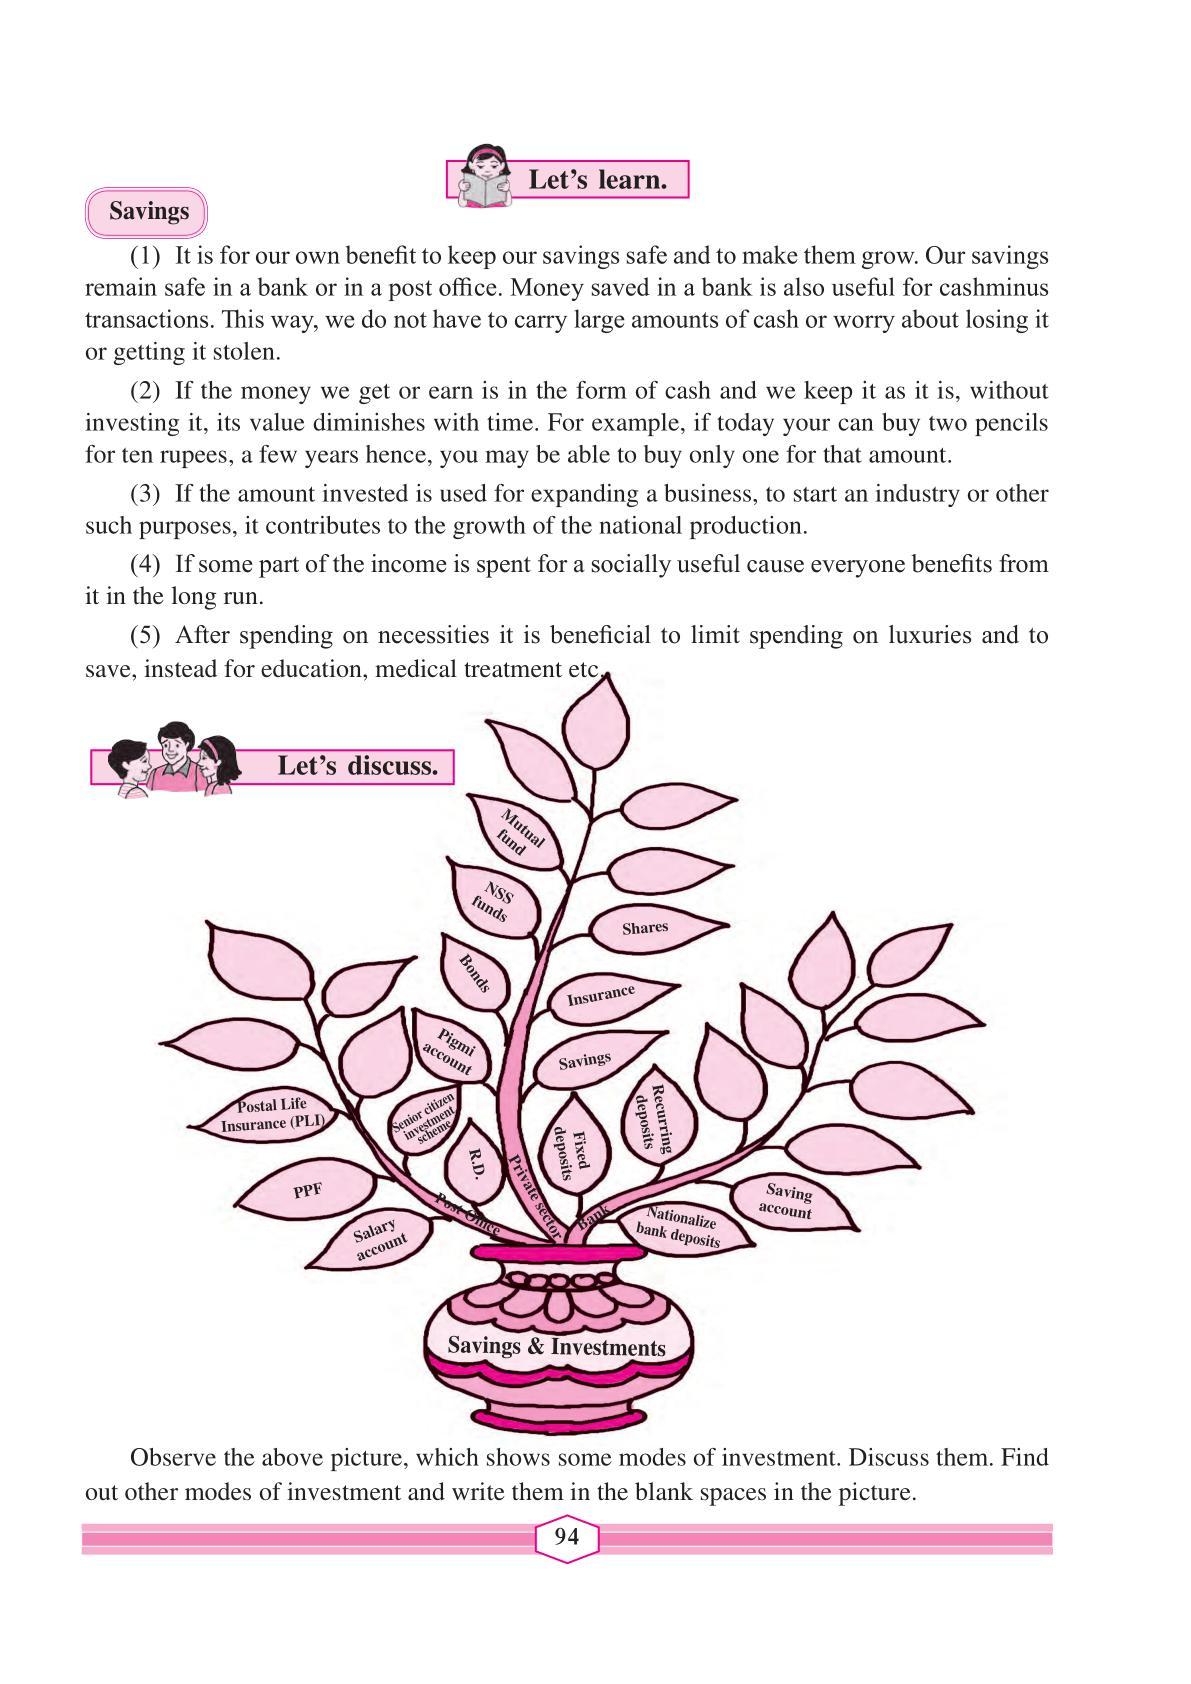 Let's learn.
Savings
(1) It is for our own benefit to keep our savings safe and to make them grow. Our savings
remain safe in a bank or in a post office. Money saved in a bank is also useful for cashminus
transactions. This way, we do not have to carry large amounts of cash or worry about losing it
or getting it stolen.
(2) If the money we get or earn is in the form of cash and we keep it as it is, without
investing it, its value diminishes with time. For example, if today your can buy two pencils
for ten rupees, a few years hence, you may be able to buy only one for that amount.
(3) If the amount invested is used for expanding a business, to start an industry or other
such purposes, it contributes to the growth of the national production.
(4) If some part of the income is spent for a socially useful cause everyone benefits from
it in the long run.
(5) After spending on necessities it is beneficial to limit spending on luxuries and to
save, instead for education, medical treatment etc.
Let's discuss.
Mutual
fund
NSS
funds
Shares
Bonds
Insurance
Pigmi
account
Savings
Postal Life
Insurance (PLI)
Senior citizen
investment
scheme
R.D.
Fixed
deposits
Recurring
deposits
PPF
Salary
account
Post Office
Private sector
Bank
Nationalize
bank deposits
Saving
account
Savings & Investments
Observe the above picture, which shows some modes of investment. Discuss them. Find
out other modes of investment and write them in the blank spaces in the picture.
94